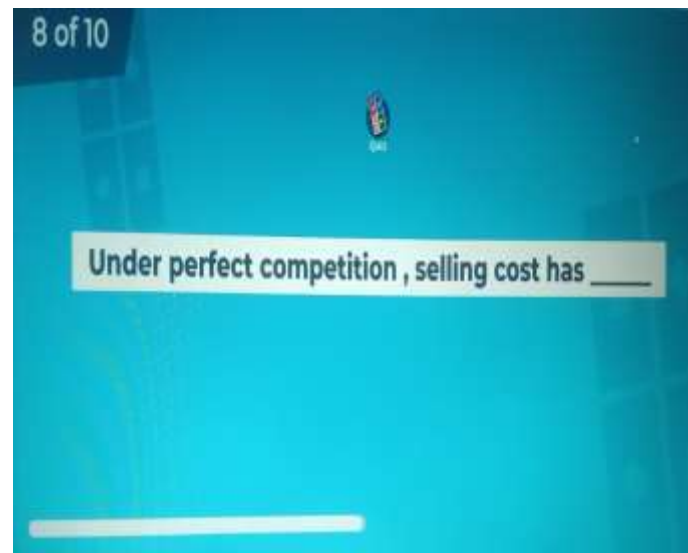 8 of 10
Under perfect competition , selling cost has _____